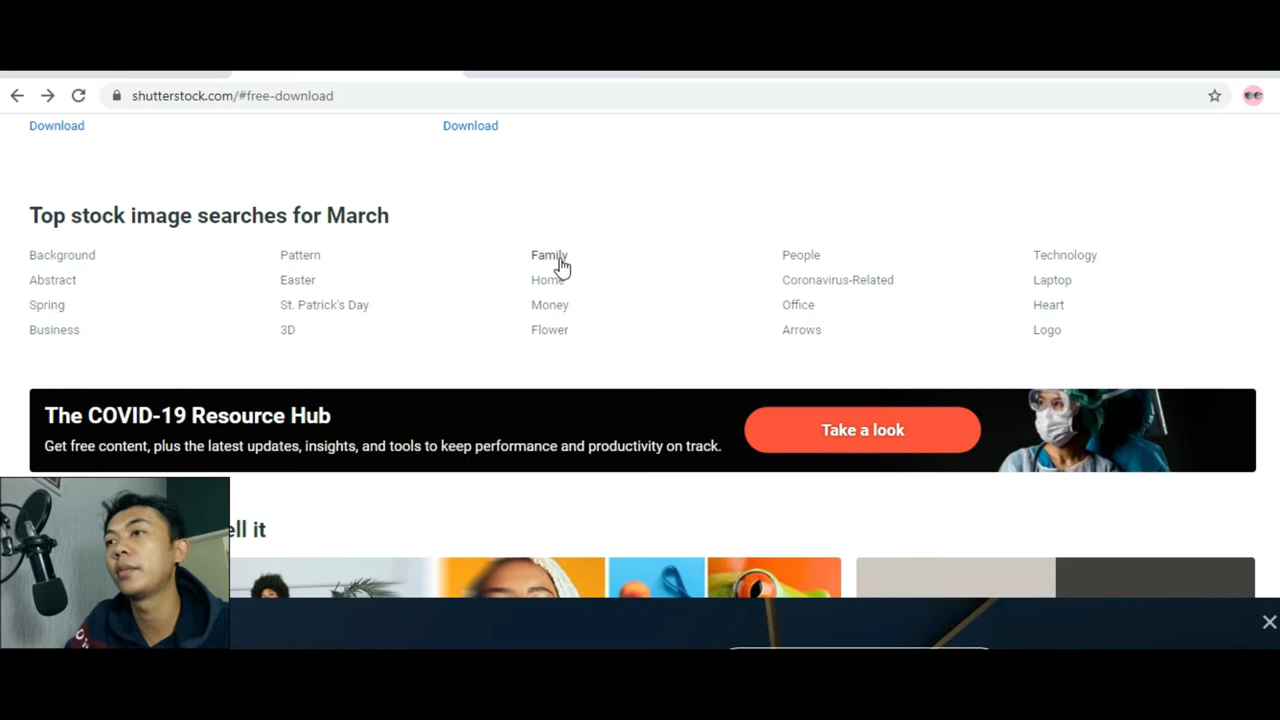 shutterstock.com/#free-download
Download Download
Top stock image searches for March
Background Pattern Family People Technology
Abstract Easter Home Coronavirus-Related Laptop
Spring St. Patrick's Day Money Office Heart
Business 3D Flower Arrows Logo
The COVID-19 Resource Hub
Get free content, plus the latest updates, insights, and tools to keep performance and productivity on track.
Take a look
ell it